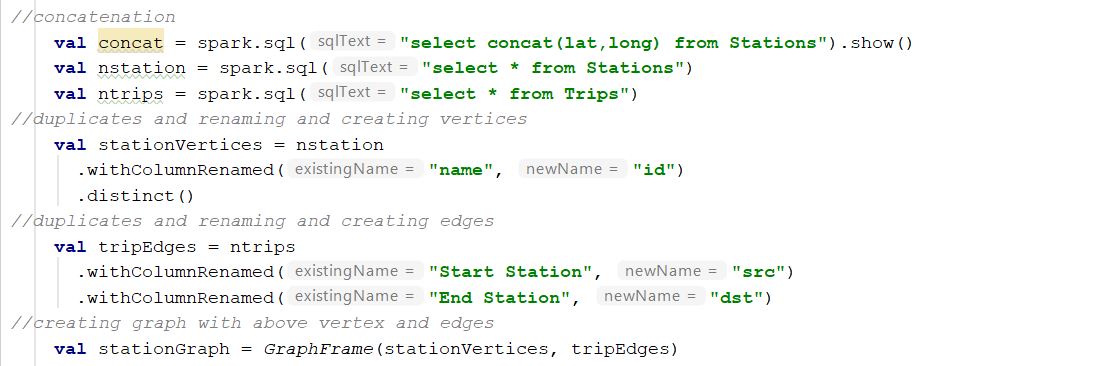 //concatenation
val concat = spark.sql( sqlText = "select concat(lat,long) from Stations").show()
val nstation = spark.sql( sqlText = "select * from Stations")
val ntrips = spark.sql( sqlText = "select * from Trips")
//duplicates and renaming and creating vertices
val stationVertices = nstation
.withColumnRenamed( existingName = "name", newName = "id")
.distinct()
//duplicates and renaming and creating edges
val tripEdges = ntrips
.withColumnRenamed( existingName = "Start Station", newName = "src")
.withColumnRenamed( existingName = "End Station", newName = "dst")
//creating graph with above vertex and edges
val stationGraph = GraphFrame(stationVertices, tripEdges)